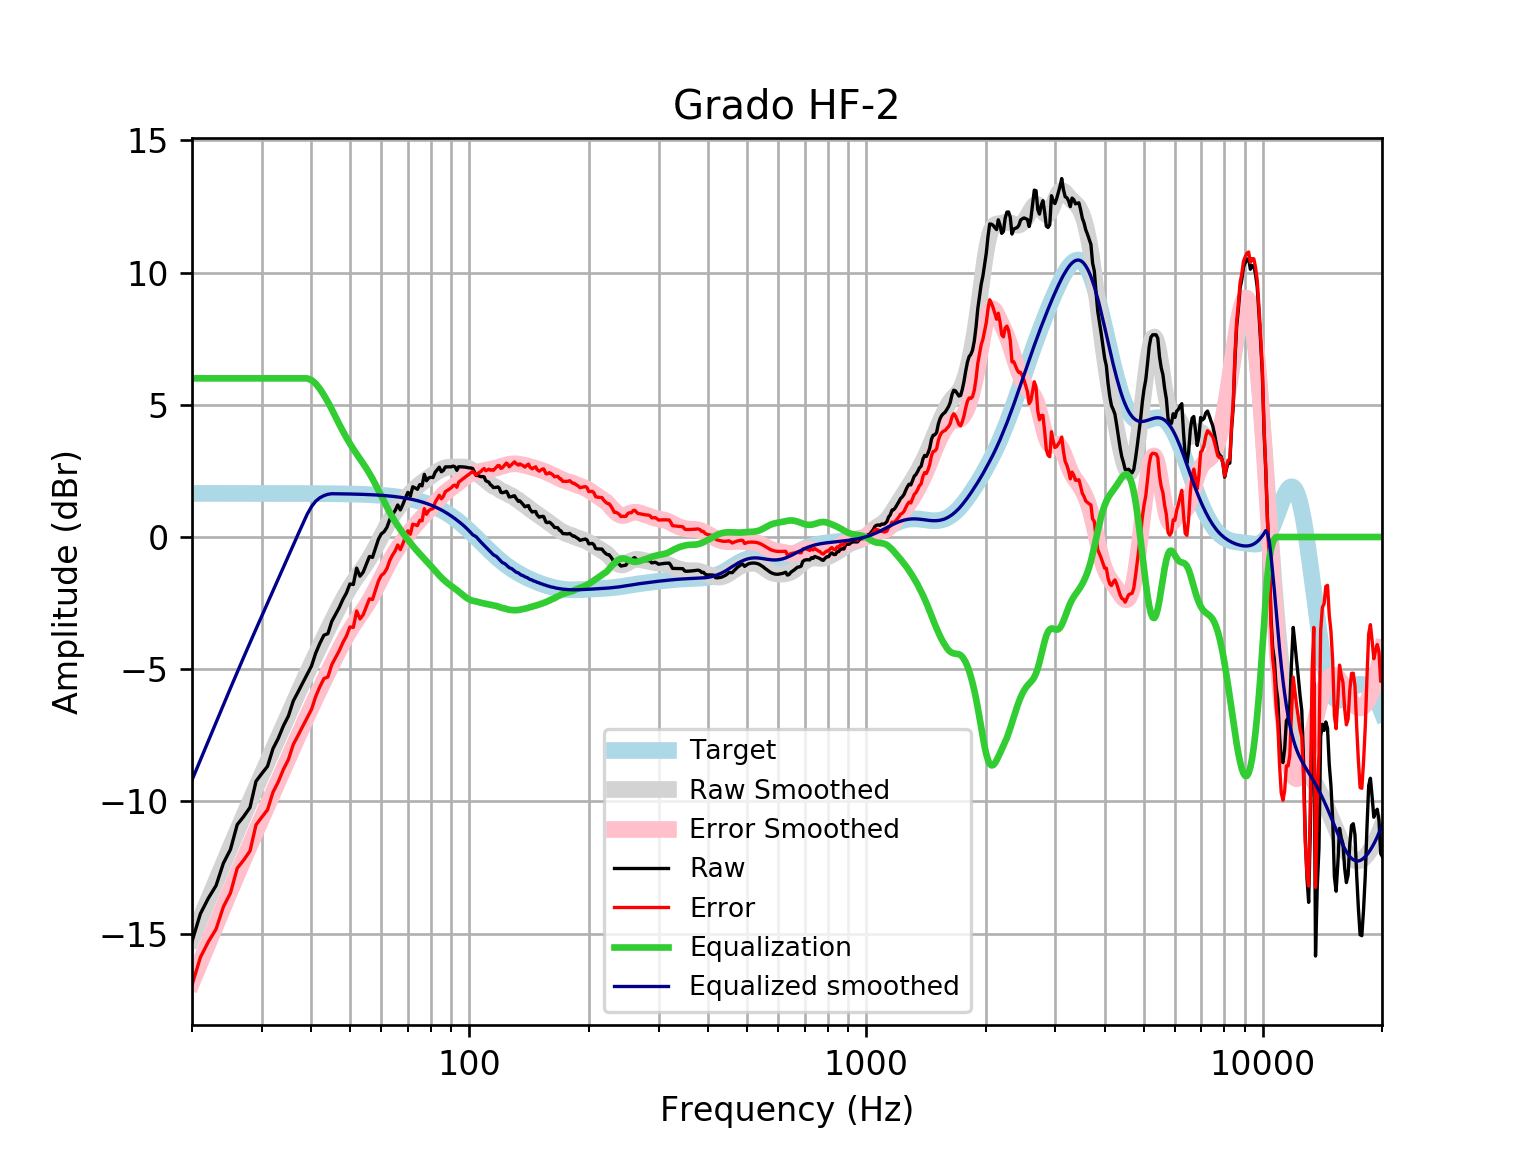 Grado HF-2
15
10
5
0
−5
−10
−15
Amplitude (dBr)
Target
Raw Smoothed
Error Smoothed
Raw
Error
Equalization
Equalized smoothed
100 1000 10000
Frequency (Hz)